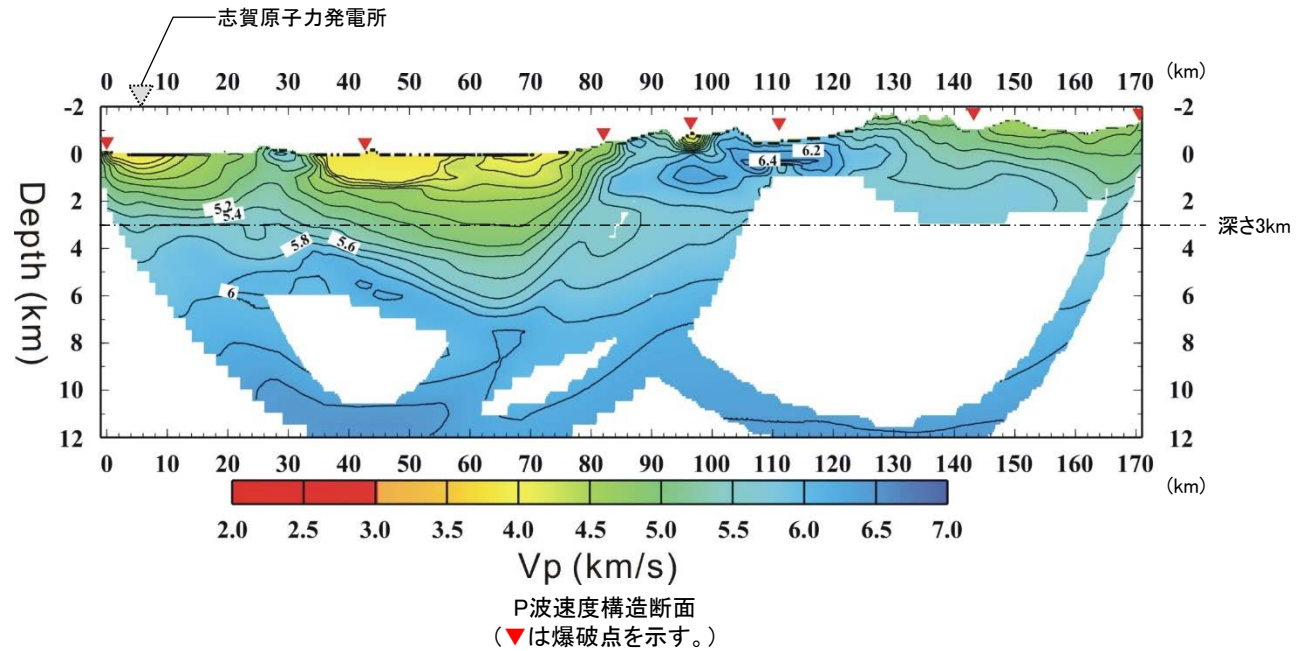 志賀原子力発電所
0 10 20 30 40 50 60 70 80 90 100 110 120 130 140 150 160 170 (km)
-2 -2
0 0
2 2
4 4
6 6
8 8
10 10
12 12
Depth (km)
6.4 6.2
5.2
5.4
5.8 5.6
6
深さ3km
0 10 20 30 40 50 60 70 80 90 100 110 120 130 140 150 160 170
(km)
2.0 2.5 3.0 3.5 4.0 4.5 5.0 5.5 6.0 6.5 7.0
Vp (km/s)
P波速度構造断面
(▼は爆破点を示す。)